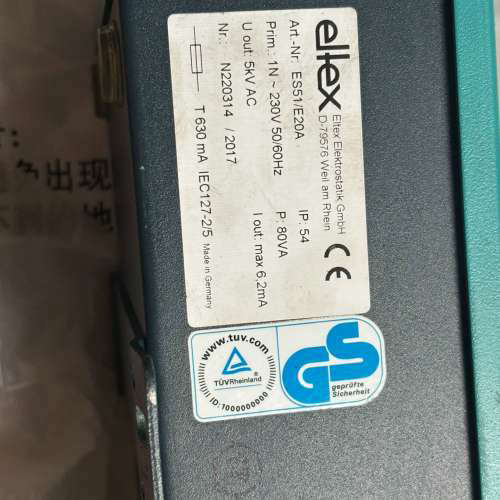 eltex
Eltex Elektrostatik GmbH
D-79576 Weil am Rhein
CE
Art.-Nr: ES51/E20A
IP: 54
Prim.: 1N ~ 230V 50/60Hz
P: 80VA
U out: 5kV AC
I out: max 6,2mA
Nr.: N220314 / 2017
T 630 mA IEC127-2/5
Made in Germany
www.tuv.com
TÜVRheinland
ID:1000000000
GS
geprüfte
Sicherheit
出现